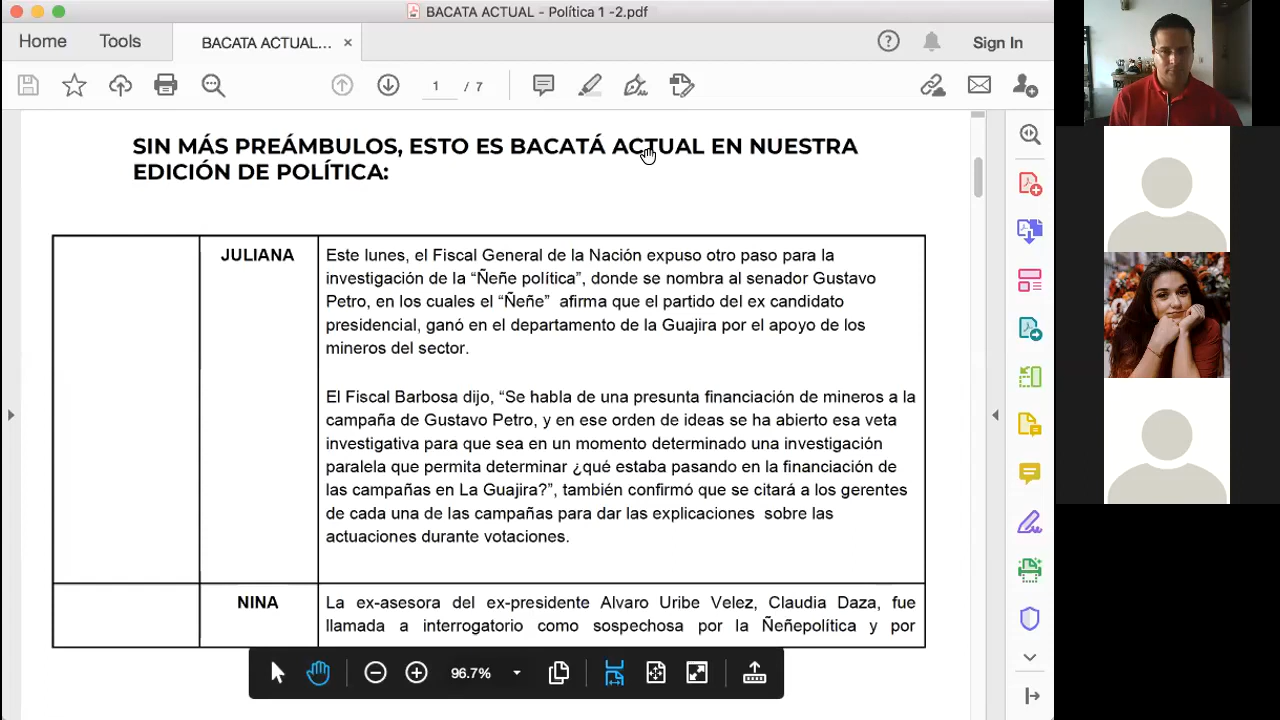 BACATA ACTUAL - Política 1 -2.pdf
Home
Tools
BACATA ACTUAL...
Sign In
1
/ 7
SIN MÁS PREÁMBULOS, ESTO ES BACATÁ ACTUAL EN NUESTRA
EDICIÓN DE POLÍTICA:
JULIANA
Este lunes, el Fiscal General de la Nación expuso otro paso para la
investigación de la “Ñeñe política”, donde se nombra al senador Gustavo
Petro, en los cuales el “Ñeñe” afirma que el partido del ex candidato
presidencial, ganó en el departamento de la Guajira por el apoyo de los
mineros del sector.
El Fiscal Barbosa dijo, “Se habla de una presunta financiación de mineros a la
campaña de Gustavo Petro, y en ese orden de ideas se ha abierto esa veta
investigativa para que sea en un momento determinado una investigación
paralela que permita determinar ¿qué estaba pasando en la financiación de
las campañas en La Guajira?”, también confirmó que se citará a los gerentes
de cada una de las campañas para dar las explicaciones sobre las
actuaciones durante votaciones.
NINA
La ex-asesora del ex-presidente Alvaro Uribe Velez, Claudia Daza, fue
llamada a interrogatorio como sospechosa por la Ñeñepolítica y por
96.7%